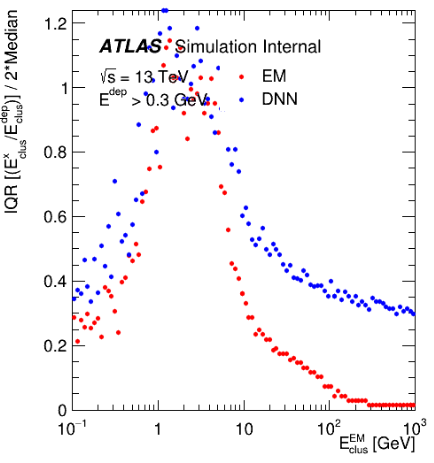 1.2
1
0.8
0.6
0.4
0.2
0
IQR [(E^x_clus/E^dep_clus)] / 2*Median
ATLAS Simulation Internal
√s = 13 TeV
E^dep > 0.3 GeV
EM
DNN
10^−1
1
10
10^2
10^3
E^EM_clus [GeV]